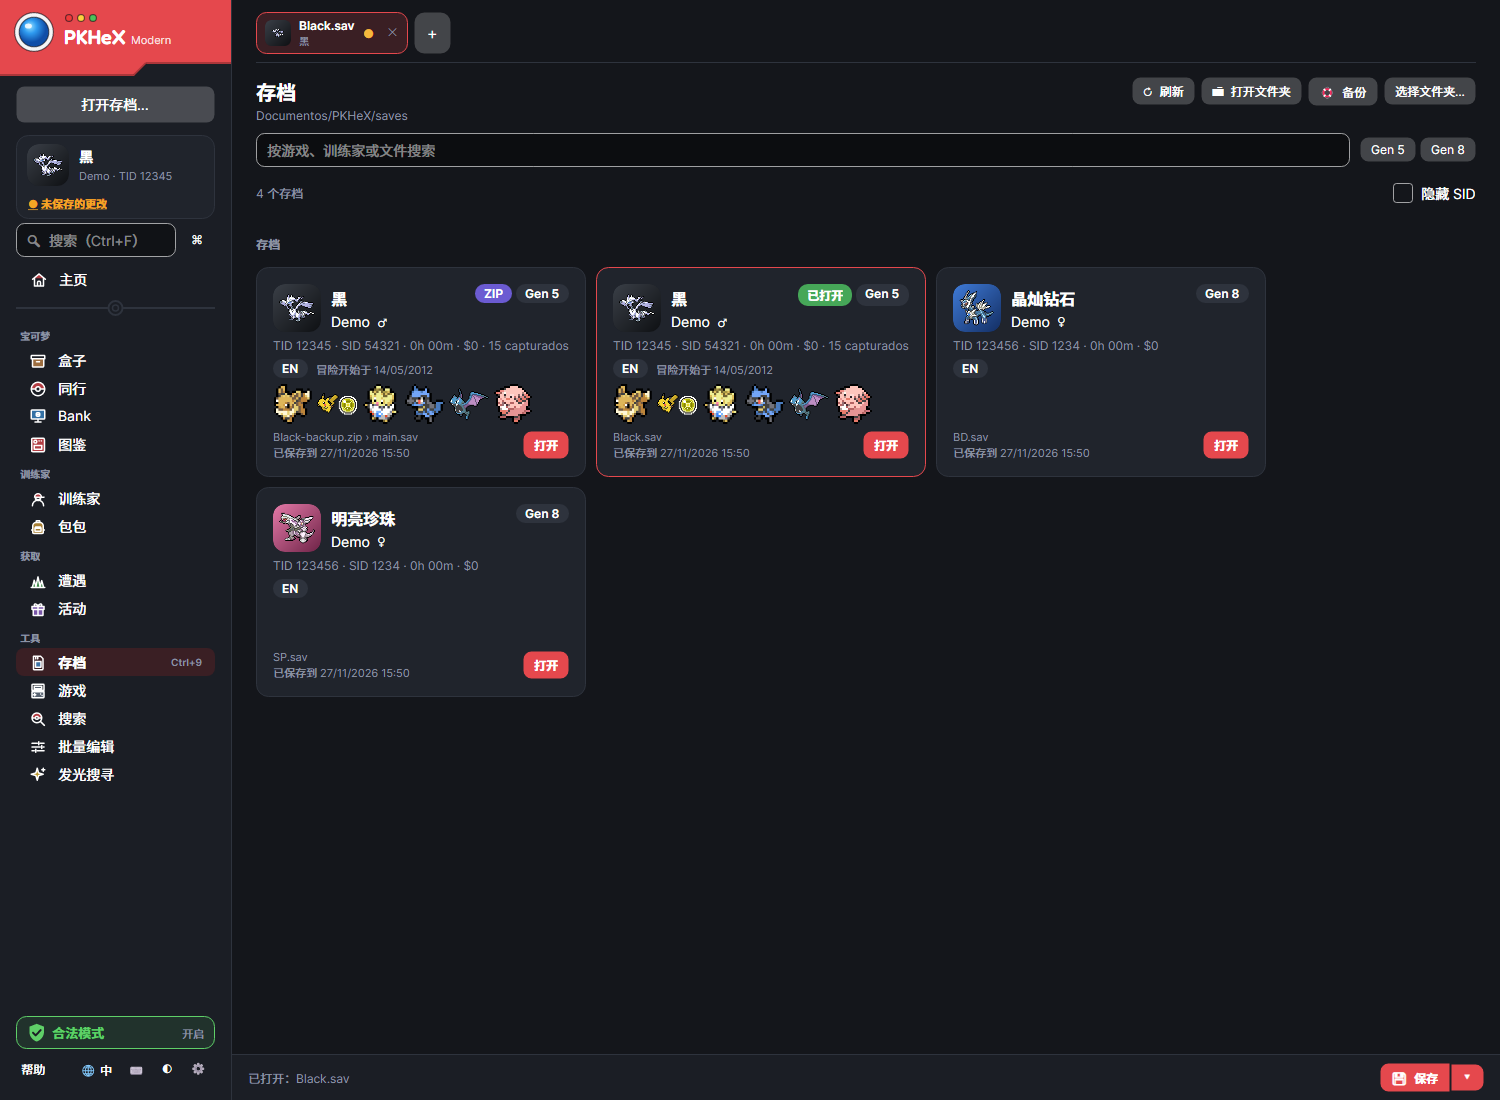 PKHeX Modern
打开存档...
黑
Demo · TID 12345
未保存的更改
搜索（Ctrl+F）
⌘
主页
宝可梦
盒子
同行
Bank
图鉴
训练家
训练家
包包
获取
遭遇
活动
工具
存档 Ctrl+9
游戏
搜索
批量编辑
发光搜寻
合法模式 开启
帮助 中
Black.sav
黑
+
存档
Documentos/PKHeX/saves
刷新 打开文件夹 备份 选择文件夹...
按游戏、训练家或文件搜索 Gen 5 Gen 8
4 个存档 隐藏 SID
存档
黑 ZIP Gen 5
Demo ♂
TID 12345 · SID 54321 · 0h 00m · $0 · 15 capturados
EN 冒险开始于 14/05/2012
Black-backup.zip › main.sav
已保存到 27/11/2026 15:50
打开
黑 已打开 Gen 5
Demo ♂
TID 12345 · SID 54321 · 0h 00m · $0 · 15 capturados
EN 冒险开始于 14/05/2012
Black.sav
已保存到 27/11/2026 15:50
打开
晶灿钻石 Gen 8
Demo ♀
TID 123456 · SID 1234 · 0h 00m · $0
EN
BD.sav
已保存到 27/11/2026 15:50
打开
明亮珍珠 Gen 8
Demo ♀
TID 123456 · SID 1234 · 0h 00m · $0
EN
SP.sav
已保存到 27/11/2026 15:50
打开
已打开：Black.sav
保存